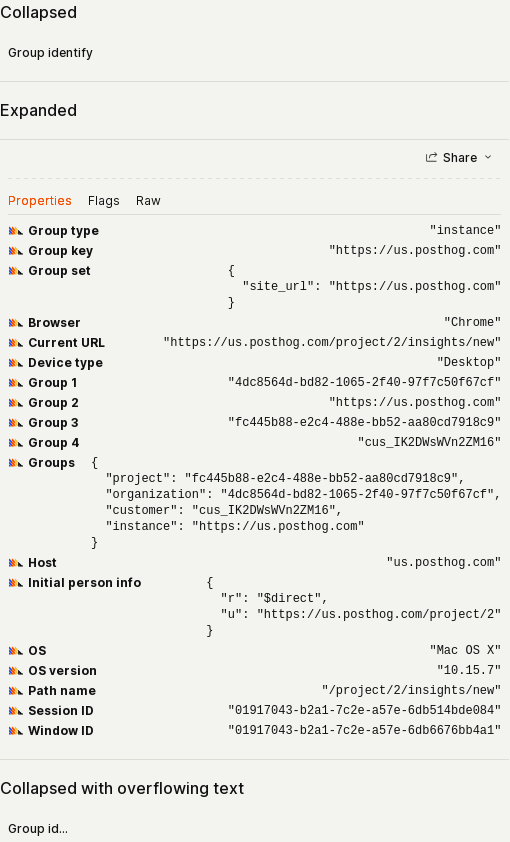 Collapsed
Group identify
Expanded
Share
Properties Flags Raw
Group type "instance"
Group key "https://us.posthog.com"
Group set {
"site_url": "https://us.posthog.com"
}
Browser "Chrome"
Current URL "https://us.posthog.com/project/2/insights/new"
Device type "Desktop"
Group 1 "4dc8564d-bd82-1065-2f40-97f7c50f67cf"
Group 2 "https://us.posthog.com"
Group 3 "fc445b88-e2c4-488e-bb52-aa80cd7918c9"
Group 4 "cus_IK2DWsWVn2ZM16"
Groups {
"project": "fc445b88-e2c4-488e-bb52-aa80cd7918c9",
"organization": "4dc8564d-bd82-1065-2f40-97f7c50f67cf",
"customer": "cus_IK2DWsWVn2ZM16",
"instance": "https://us.posthog.com"
}
Host "us.posthog.com"
Initial person info {
"r": "$direct",
"u": "https://us.posthog.com/project/2"
}
OS "Mac OS X"
OS version "10.15.7"
Path name "/project/2/insights/new"
Session ID "01917043-b2a1-7c2e-a57e-6db514bde084"
Window ID "01917043-b2a1-7c2e-a57e-6db6676bb4a1"
Collapsed with overflowing text
Group id...